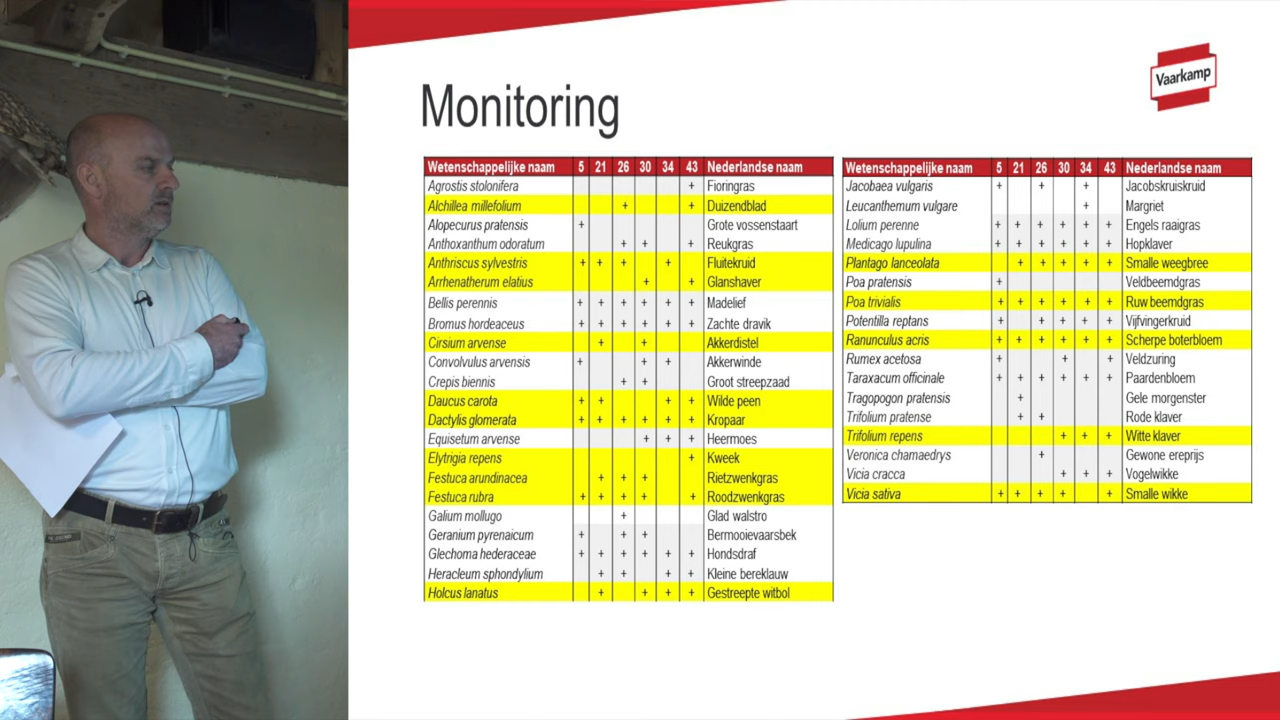 Vaarkamp
Monitoring
Wetenschappelijke naam 5 21 26 30 34 43 Nederlandse naam
Agrostis stolonifera + Fioringras
Alchillea millefolium + + Duizendblad
Alopecurus pratensis + Grote vossenstaart
Anthoxanthum odoratum + + + Reukgras
Anthriscus sylvestris + + + + Fluitekruid
Arrhenatherum elatius + + Glanshaver
Bellis perennis + + + + + + Madelief
Bromus hordeaceus + + + + + + Zachte dravik
Cirsium arvense + + Akkerdistel
Convolvulus arvensis + + + Akkerwinde
Crepis biennis + + Groot streepzaad
Daucus carota + + + + Wilde peen
Dactylis glomerata + + + + + + Kropaar
Equisetum arvense + + + Heermoes
Elytrigia repens + Kweek
Festuca arundinacea + + + Rietzwenkgras
Festuca rubra + + + + + Roodzwenkgras
Galium mollugo + Glad walstro
Geranium pyrenaicum + + + Bermooievaarsbek
Glechoma hederaceae + + + + + + Hondsdraf
Heracleum sphondylium + + + + Kleine bereklauw
Holcus lanatus + + + + Gestreepte witbol
Wetenschappelijke naam 5 21 26 30 34 43 Nederlandse naam
Jacobaea vulgaris + + + Jacobskruiskruid
Leucanthemum vulgare + Margriet
Lolium perenne + + + + + + Engels raaigras
Medicago lupulina + + + + + + Hopklaver
Plantago lanceolata + + + + + Smalle weegbree
Poa pratensis + Veldbeemdgras
Poa trivialis + + + + + + Ruw beemdgras
Potentilla reptans + + + + + Vijfvingerkruid
Ranunculus acris + + + + + + Scherpe boterbloem
Rumex acetosa + + + Veldzuring
Taraxacum officinale + + + + + + Paardenbloem
Tragopogon pratensis + Gele morgenster
Trifolium pratense + + Rode klaver
Trifolium repens + + + Witte klaver
Veronica chamaedrys + Gewone ereprijs
Vicia cracca + + + Vogelwikke
Vicia sativa + + + + + Smalle wikke